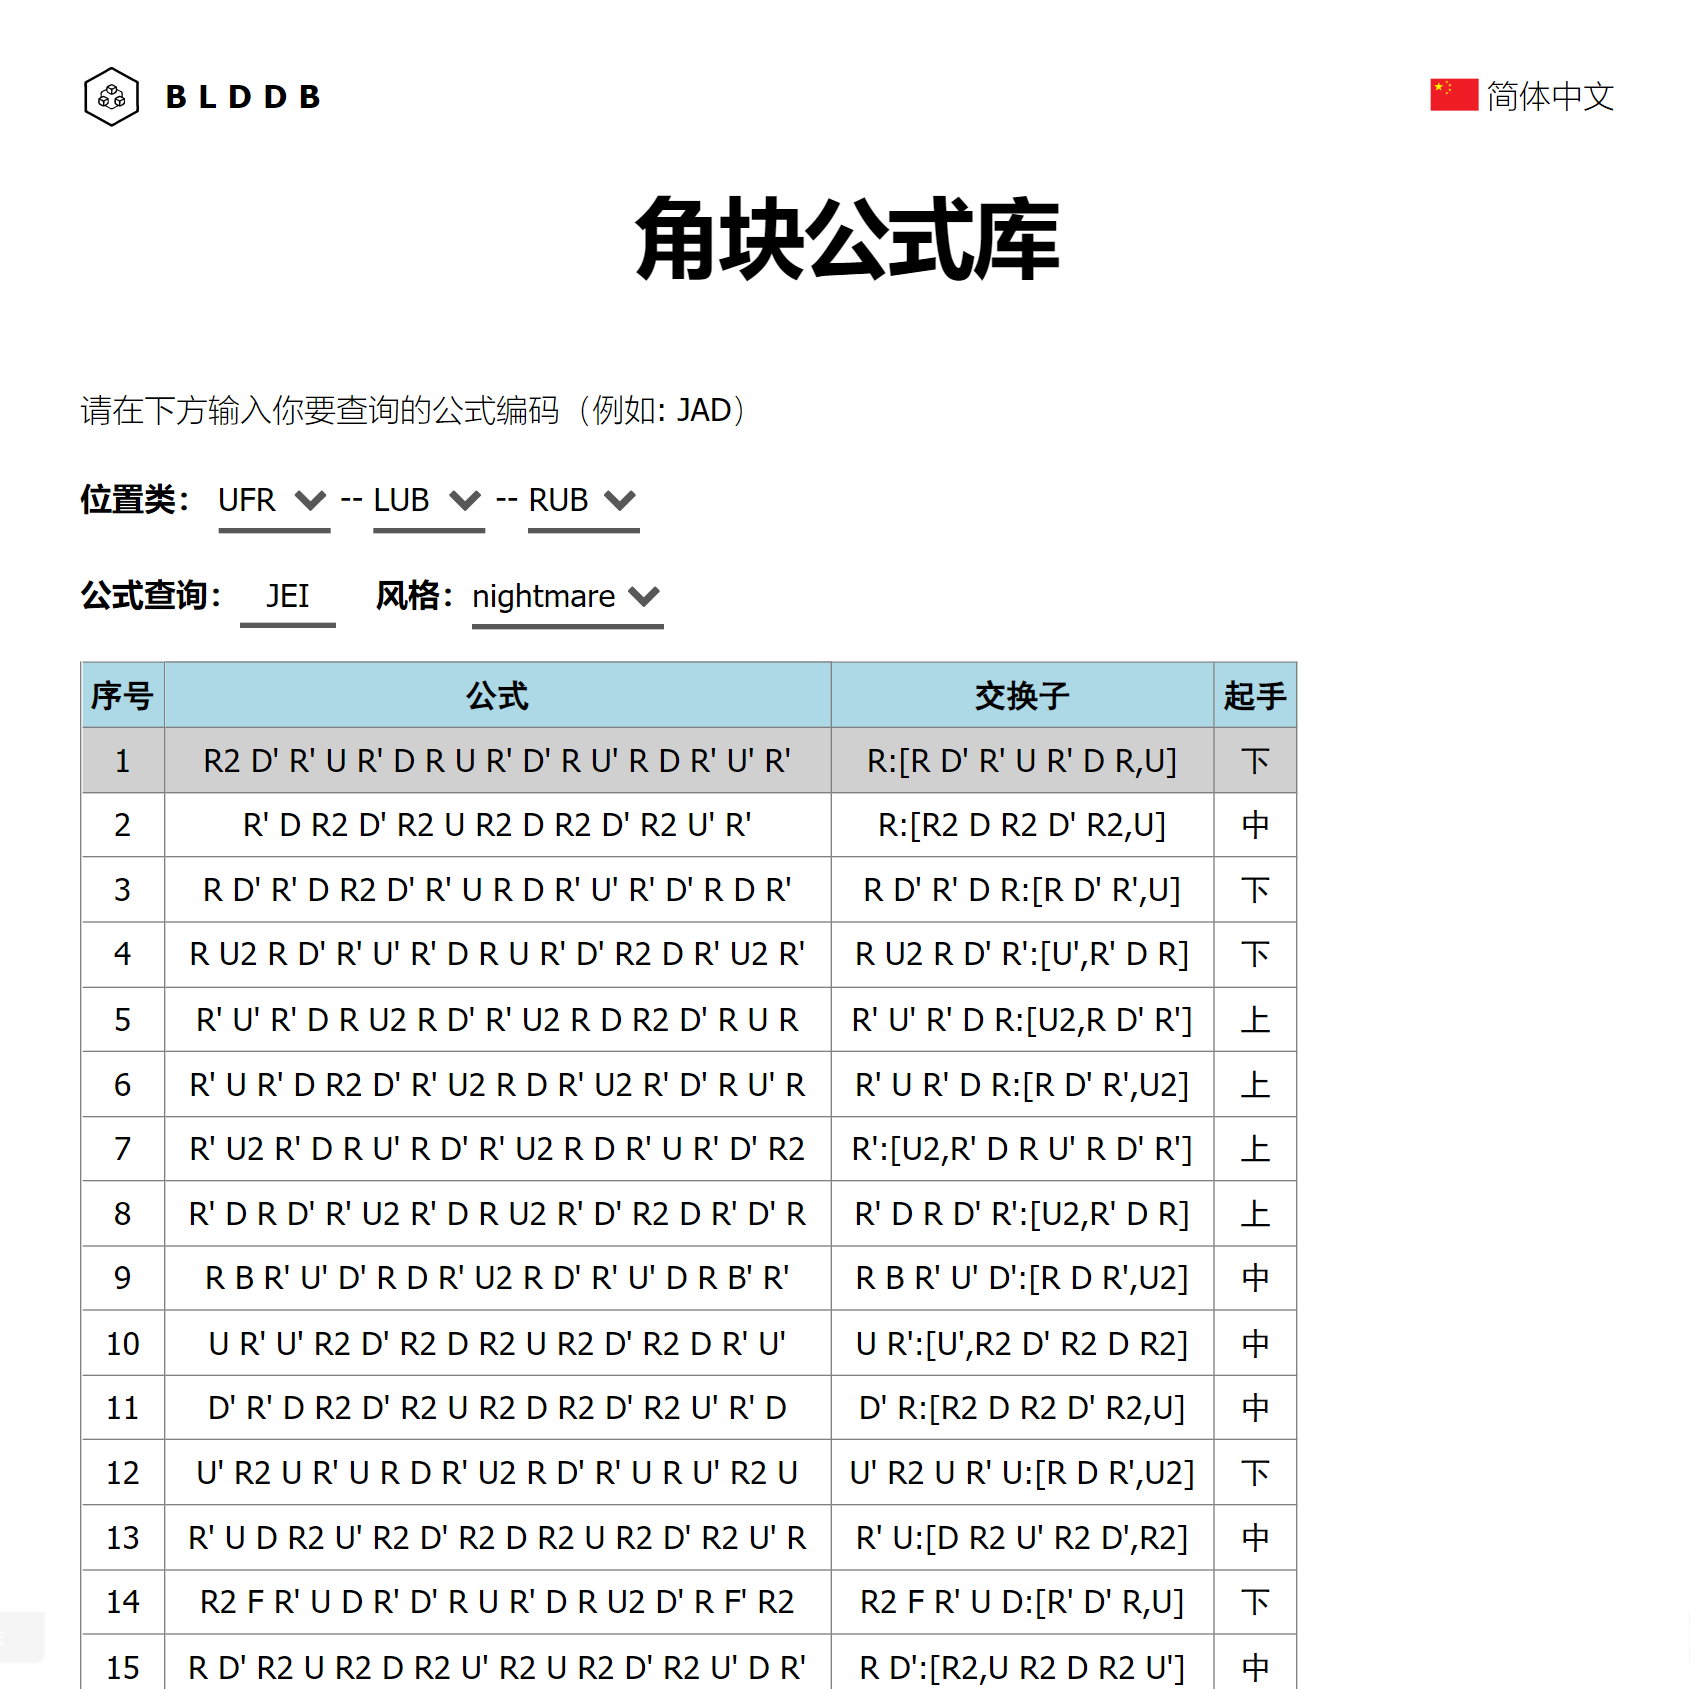 BLDDB
简体中文
角块公式库
请在下方输入你要查询的公式编码（例如: JAD）
位置类： UFR -- LUB -- RUB
公式查询： JEI 风格： nightmare
序号 公式 交换子 起手
1 R2 D' R' U R' D R U R' D' R U' R D R' U' R' R:[R D' R' U R' D R,U] 下
2 R' D R2 D' R2 U R2 D R2 D' R2 U' R' R:[R2 D R2 D' R2,U] 中
3 R D' R' D R2 D' R' U R D R' U' R' D' R D R' R D' R' D R:[R D' R',U] 下
4 R U2 R D' R' U' R' D R U R' D' R2 D R' U2 R' R U2 R D' R':[U',R' D R] 下
5 R' U' R' D R U2 R D' R' U2 R D R2 D' R U R R' U' R' D R:[U2,R D' R'] 上
6 R' U R' D R2 D' R' U2 R D R' U2 R' D' R U' R R' U R' D R:[R D' R',U2] 上
7 R' U2 R' D R U' R D' R' U2 R D R' U R' D' R2 R':[U2,R' D R U' R D' R'] 上
8 R' D R D' R' U2 R' D R U2 R' D' R2 D R' D' R R' D R D' R':[U2,R' D R] 上
9 R B R' U' D' R D R' U2 R D' R' U' D R B' R' R B R' U' D':[R D R',U2] 中
10 U R' U' R2 D' R2 D R2 U R2 D' R2 D R' U' U R':[U',R2 D' R2 D R2] 中
11 D' R' D R2 D' R2 U R2 D R2 D' R2 U' R' D D' R:[R2 D R2 D' R2,U] 中
12 U' R2 U R' U R D R' U2 R D' R' U R U' R2 U U' R2 U R' U:[R D R',U2] 下
13 R' U D R2 U' R2 D' R2 D R2 U R2 D' R2 U' R R' U:[D R2 U' R2 D',R2] 中
14 R2 F R' U D R' D' R U R' D R U2 D' R F' R2 R2 F R' U D:[R' D' R,U] 下
15 R D' R2 U R2 D R2 U' R2 U R2 D' R2 U' D R' R D':[R2,U R2 D R2 U'] 中